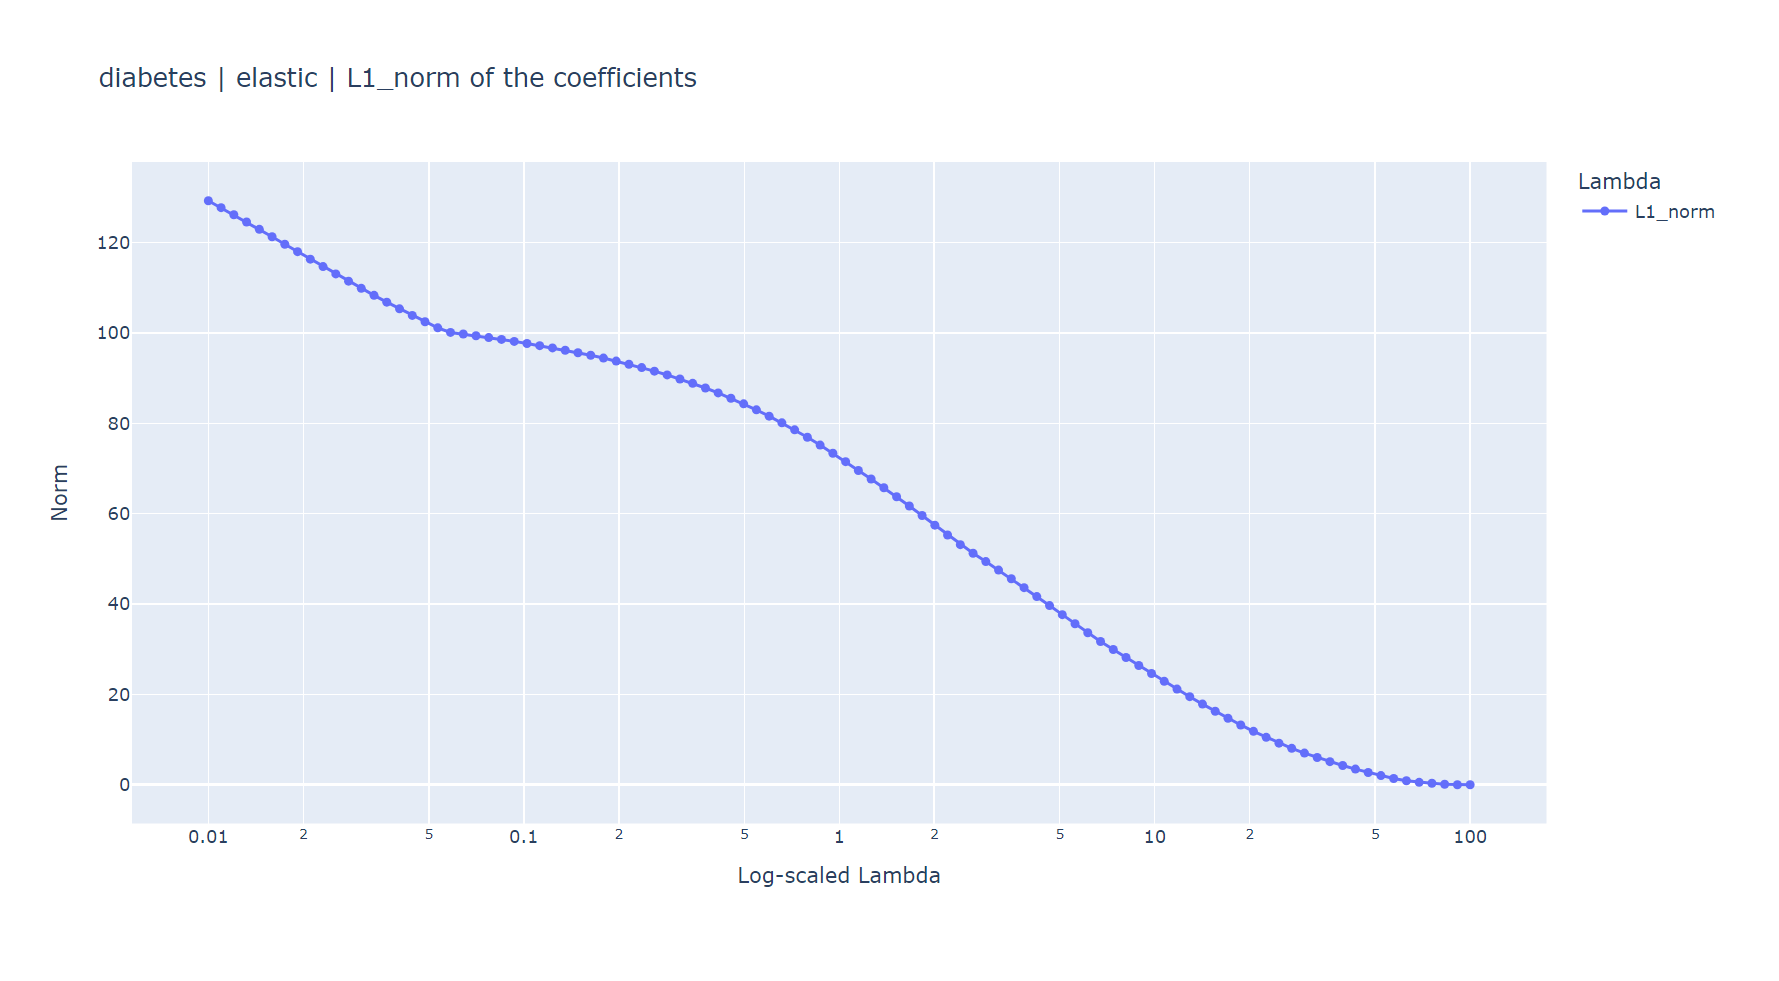 diabetes | elastic | L1_norm of the coefficients
Lambda
L1_norm
120
100
80
60
40
20
0
Norm
0.01 2 5 0.1 2 5 1 2 5 10 2 5 100
Log-scaled Lambda